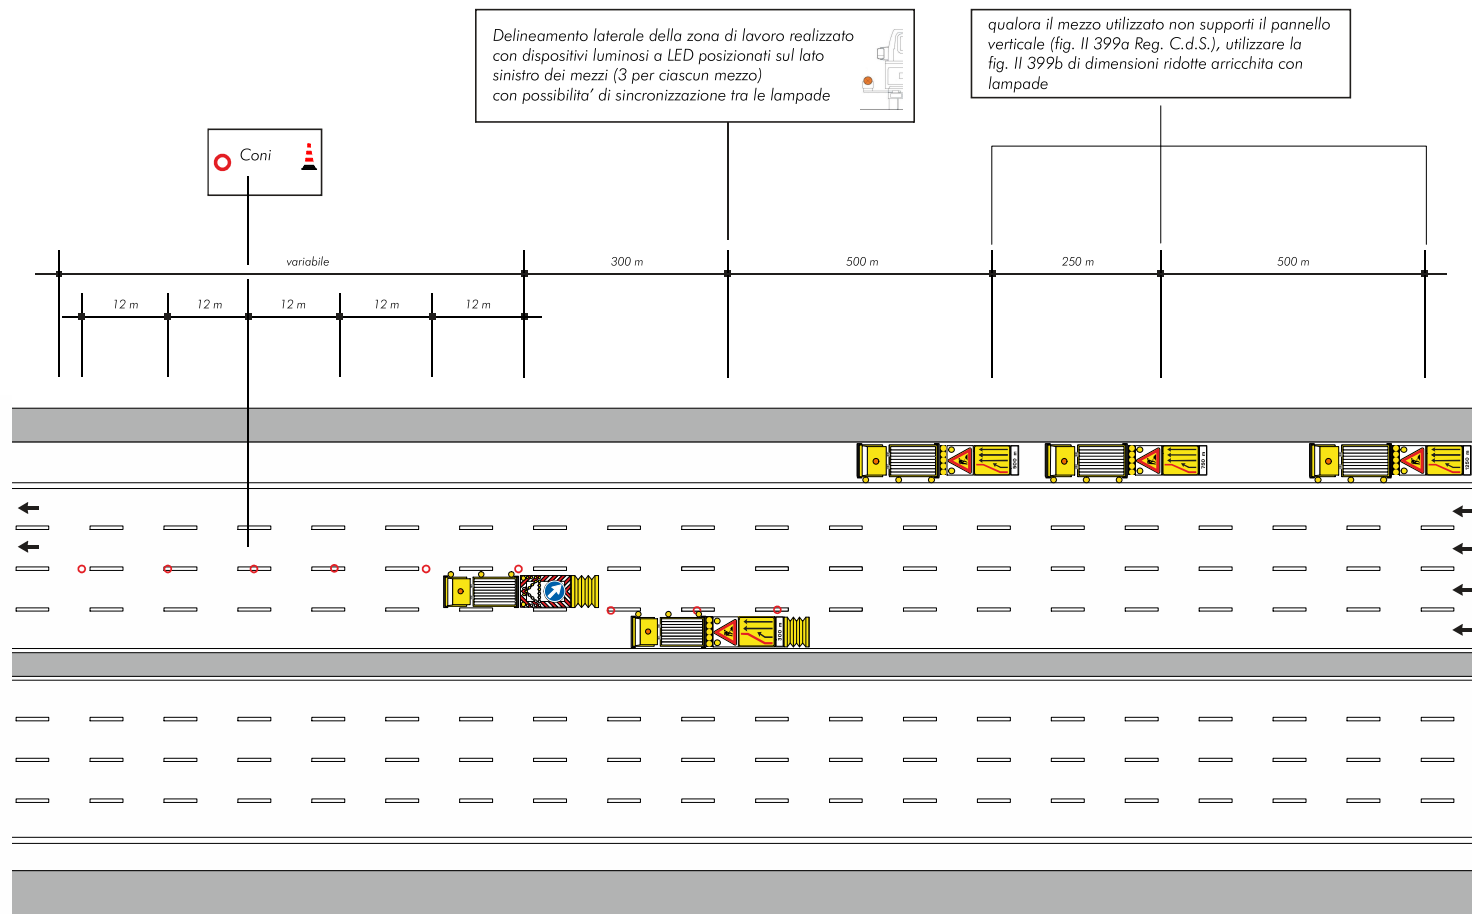 Delineamento laterale della zona di lavoro realizzato
con dispositivi luminosi a LED posizionati sul lato
sinistro dei mezzi (3 per ciascun mezzo)
con possibilita' di sincronizzazione tra le lampade
qualora il mezzo utilizzato non supporti il pannello
verticale (fig. II 399a Reg. C.d.S.), utilizzare la
fig. II 399b di dimensioni ridotte arricchita con
lampade
Coni
variabile
300 m
500 m
250 m
500 m
12 m
12 m
12 m
12 m
12 m
750 m
1250 m
300 m